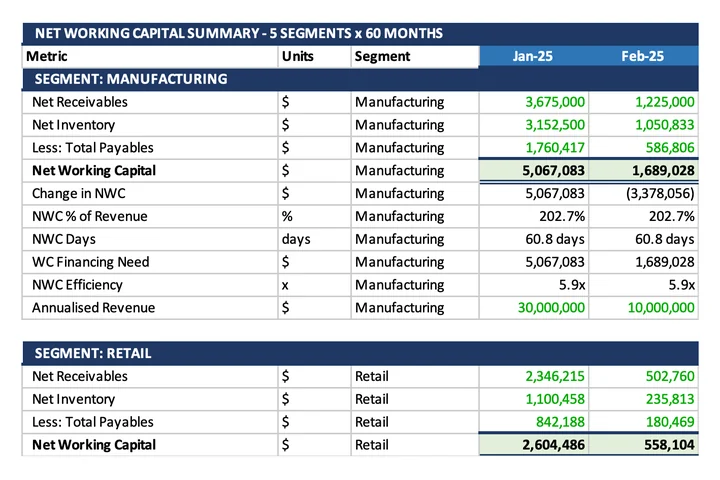 NET WORKING CAPITAL SUMMARY - 5 SEGMENTS x 60 MONTHS
Metric Units Segment Jan-25 Feb-25
SEGMENT: MANUFACTURING
Net Receivables $ Manufacturing 3,675,000 1,225,000
Net Inventory $ Manufacturing 3,152,500 1,050,833
Less: Total Payables $ Manufacturing 1,760,417 586,806
Net Working Capital $ Manufacturing 5,067,083 1,689,028
Change in NWC $ Manufacturing 5,067,083 (3,378,056)
NWC % of Revenue % Manufacturing 202.7% 202.7%
NWC Days days Manufacturing 60.8 days 60.8 days
WC Financing Need $ Manufacturing 5,067,083 1,689,028
NWC Efficiency x Manufacturing 5.9x 5.9x
Annualised Revenue $ Manufacturing 30,000,000 10,000,000
SEGMENT: RETAIL
Net Receivables $ Retail 2,346,215 502,760
Net Inventory $ Retail 1,100,458 235,813
Less: Total Payables $ Retail 842,188 180,469
Net Working Capital $ Retail 2,604,486 558,104